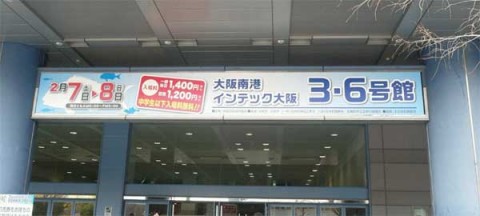 2月7土日8日日
入場料
1,400円
1,200円
中学生以下入場料無料!!
大阪南港
インテック大阪
3・6号館